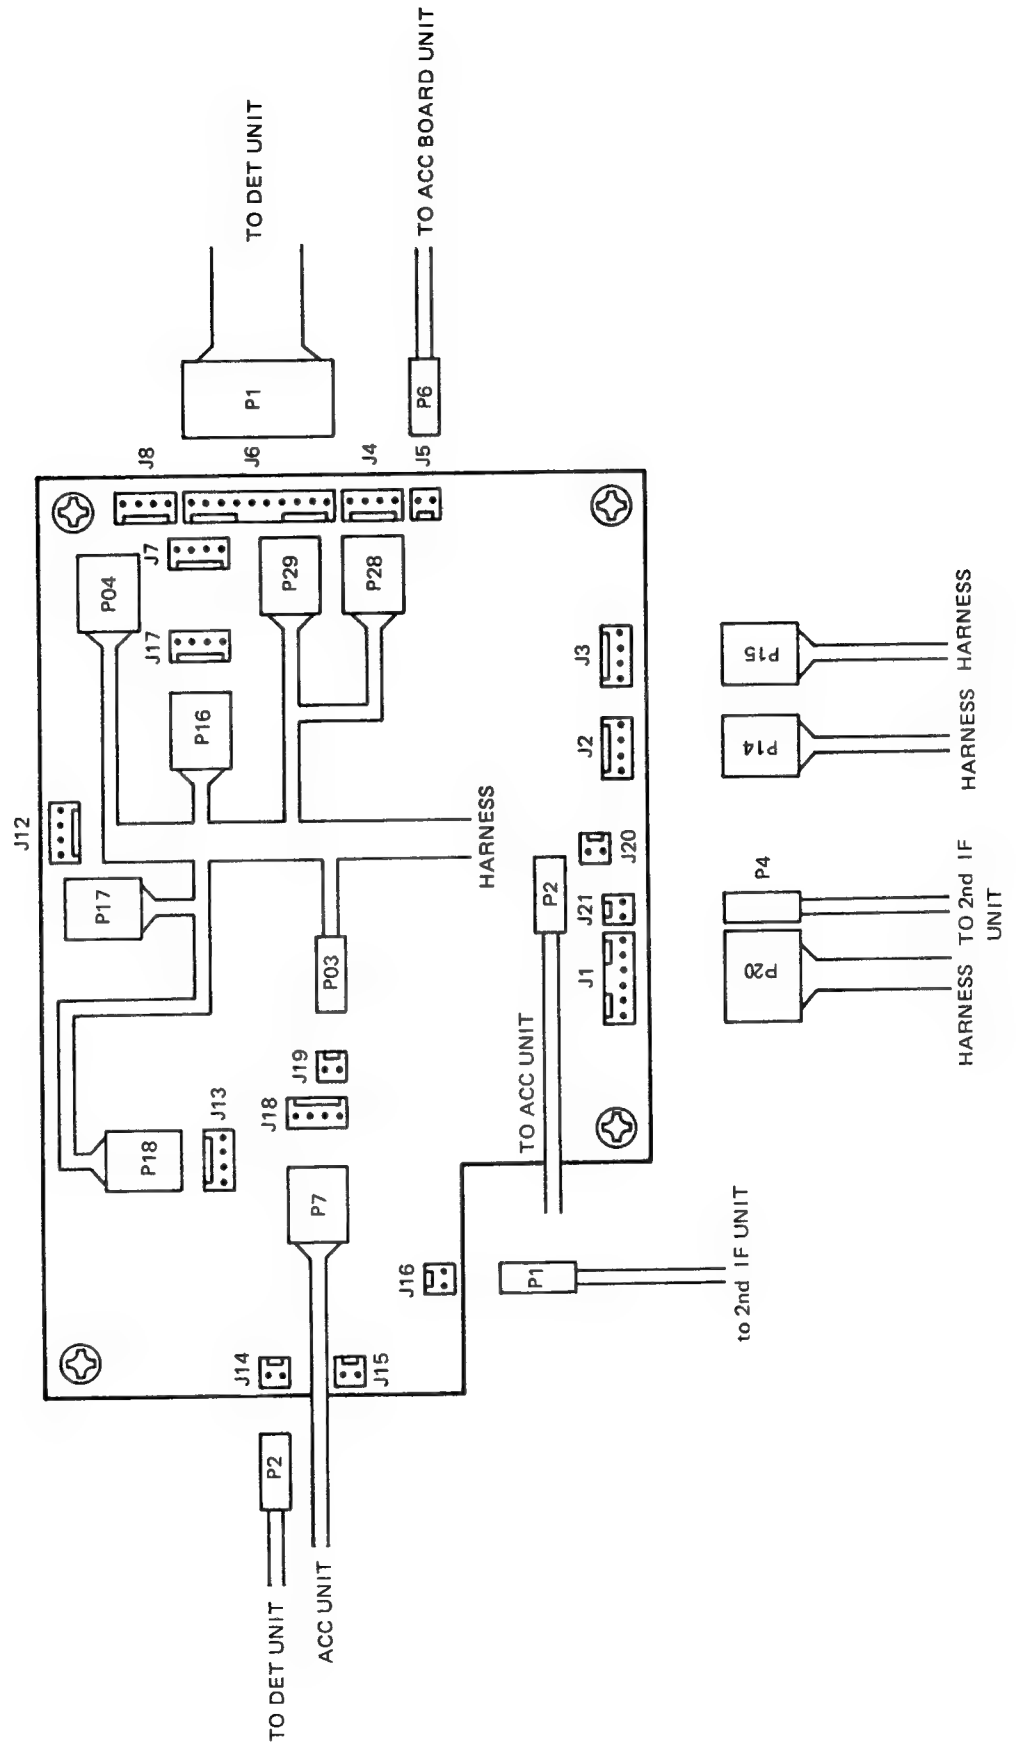 TO DET UNIT
TO ACC BOARD UNIT
P1
P6
J8
J6
J4
J5
J7
P04
P29
P28
J17
P16
J12
P17
HARNESS
P03
J19
J18
J13
P18
P7
J3
J2
J20
P2
J21
J1
TO ACC UNIT
P15
HARNESS
P14
HARNESS
P4
TO 2nd IF
UNIT
P20
HARNESS
J16
P1
to 2nd IF UNIT
J14
J15
P2
TO DET UNIT
ACC UNIT